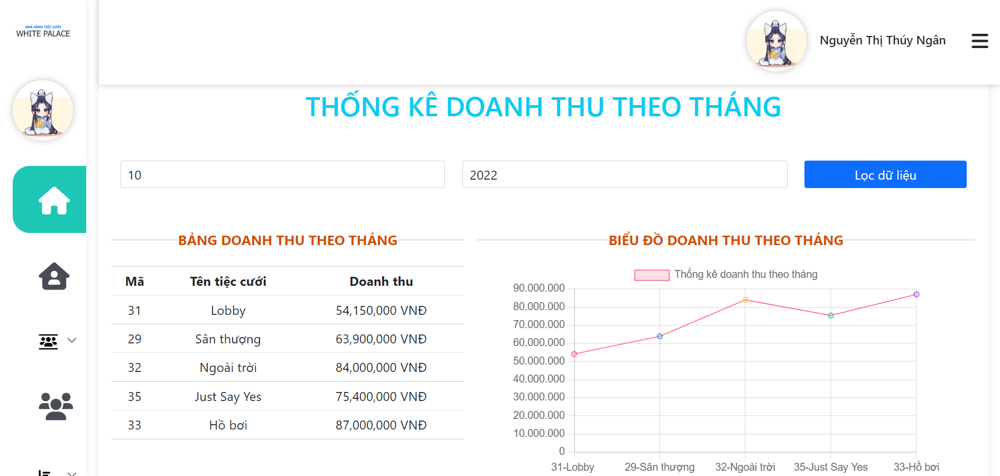 NHÀ HÀNG TIỆC CƯỚI
WHITE PALACE
Nguyễn Thị Thúy Ngân
THỐNG KÊ DOANH THU THEO THÁNG
10
2022
Lọc dữ liệu
BẢNG DOANH THU THEO THÁNG
Mã Tên tiệc cưới Doanh thu
31 Lobby 54,150,000 VNĐ
29 Sân thượng 63,900,000 VNĐ
32 Ngoài trời 84,000,000 VNĐ
35 Just Say Yes 75,400,000 VNĐ
33 Hồ bơi 87,000,000 VNĐ
BIỂU ĐỒ DOANH THU THEO THÁNG
Thống kê doanh thu theo tháng
90.000.000
80.000.000
70.000.000
60.000.000
50.000.000
40.000.000
30.000.000
20.000.000
10.000.000
0
31-Lobby 29-Sân thượng 32-Ngoài trời 35-Just Say Yes 33-Hồ bơi